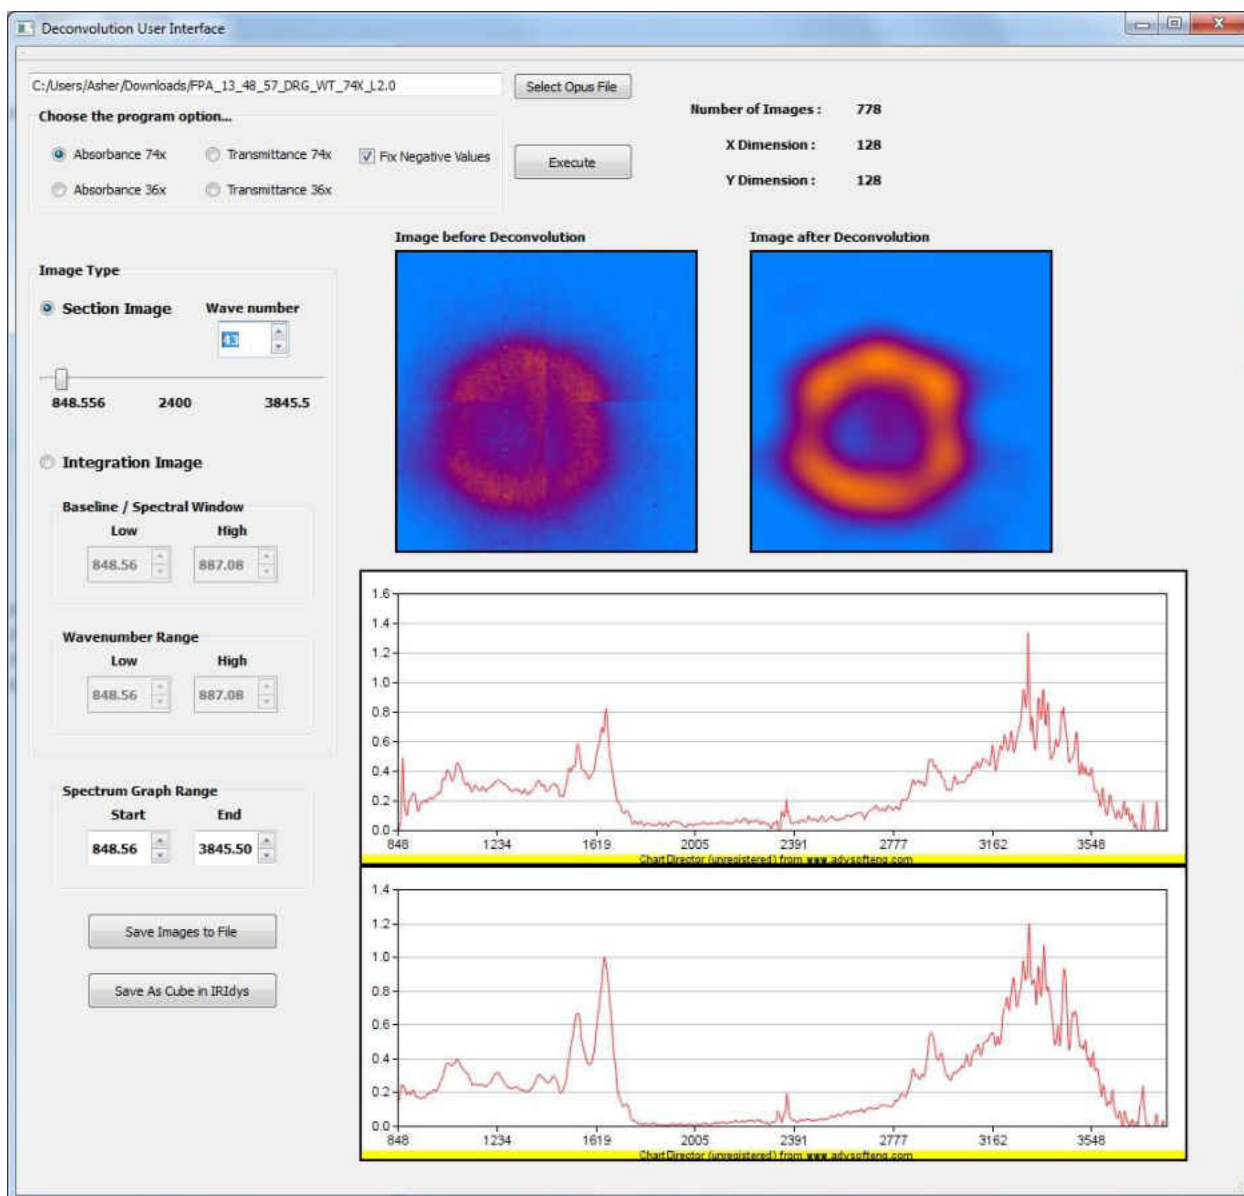 Deconvolution User Interface
C:/Users/Asher/Downloads/FPA_13_48_57_DRG_WT_74X_L2.0
Select Opus File
Choose the program option...
Absorbance 74x
Transmittance 74x
Fix Negative Values
Absorbance 36x
Transmittance 36x
Execute
Number of Images : 778
X Dimension : 128
Y Dimension : 128
Image before Deconvolution
Image after Deconvolution
Image Type
Section Image
Wave number
43
848.556 2400 3845.5
Integration Image
Baseline / Spectral Window
Low High
848.56 887.08
Wavenumber Range
Low High
848.56 887.08
Spectrum Graph Range
Start End
848.56 3845.50
Save Images to File
Save As Cube in IRIdys
1.6
1.4
1.2
1.0
0.8
0.6
0.4
0.2
0.0
848 1234 1619 2005 2391 2777 3162 3548
ChartDirector (unregistered) from www.advsofteng.com
1.4
1.2
1.0
0.8
0.6
0.4
0.2
0.0
848 1234 1619 2005 2391 2777 3162 3548
ChartDirector (unregistered) from www.advsofteng.com